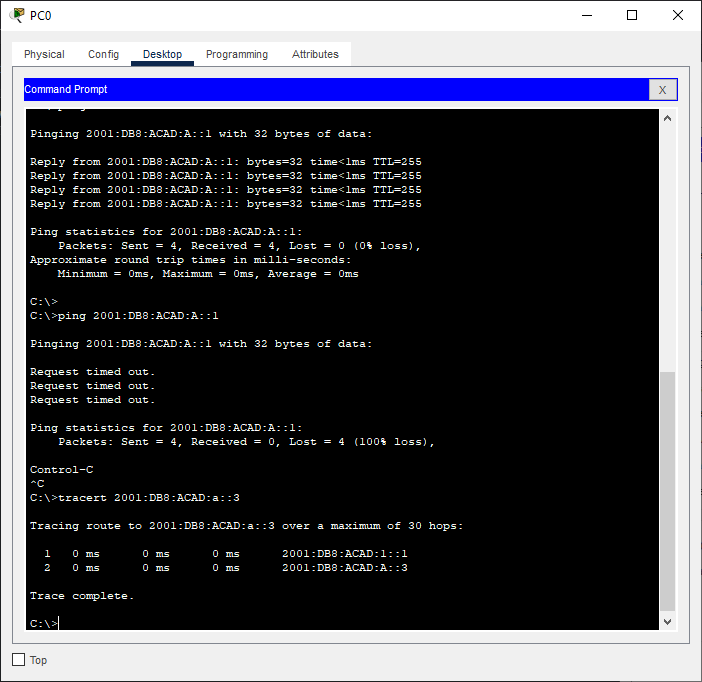 PC0
Physical Config Desktop Programming Attributes
Command Prompt X
Pinging 2001:DB8:ACAD:A::1 with 32 bytes of data:
Reply from 2001:DB8:ACAD:A::1: bytes=32 time<1ms TTL=255
Reply from 2001:DB8:ACAD:A::1: bytes=32 time<1ms TTL=255
Reply from 2001:DB8:ACAD:A::1: bytes=32 time<1ms TTL=255
Reply from 2001:DB8:ACAD:A::1: bytes=32 time<1ms TTL=255
Ping statistics for 2001:DB8:ACAD:A::1:
Packets: Sent = 4, Received = 4, Lost = 0 (0% loss),
Approximate round trip times in milli-seconds:
Minimum = 0ms, Maximum = 0ms, Average = 0ms
C:\>
C:\>ping 2001:DB8:ACAD:A::1
Pinging 2001:DB8:ACAD:A::1 with 32 bytes of data:
Request timed out.
Request timed out.
Request timed out.
Ping statistics for 2001:DB8:ACAD:A::1:
Packets: Sent = 4, Received = 0, Lost = 4 (100% loss),
Control-C
^C
C:\>tracert 2001:DB8:ACAD:a::3
Tracing route to 2001:DB8:ACAD:a::3 over a maximum of 30 hops:
1 0 ms 0 ms 0 ms 2001:DB8:ACAD:1::1
2 0 ms 0 ms 0 ms 2001:DB8:ACAD:A::3
Trace complete.
C:\>
Top